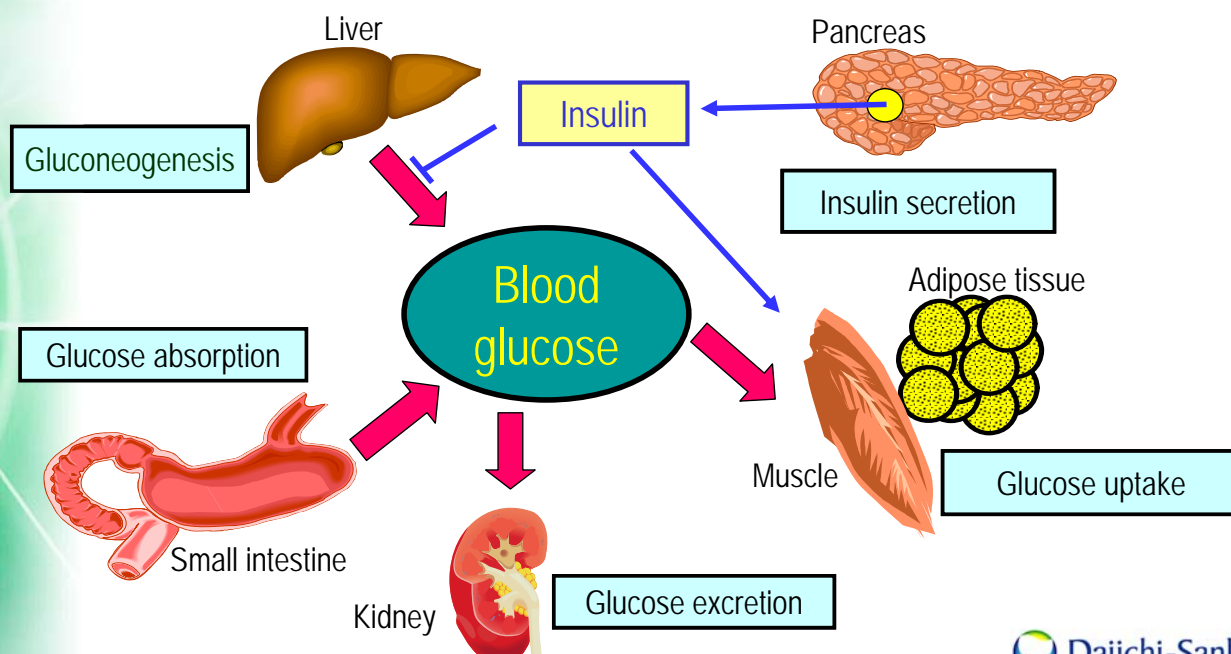 Liver
Pancreas
Insulin
Gluconeogenesis
Insulin secretion
Blood
glucose
Adipose tissue
Glucose absorption
Muscle
Glucose uptake
Small intestine
Kidney
Glucose excretion